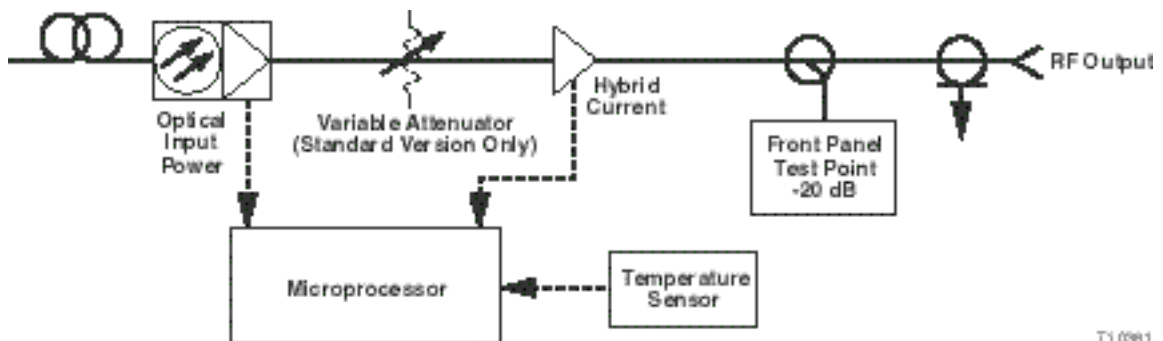 RF Output
Hybrid
Current
Optical
Input
Power
Variable Attenuator
(Standard Version Only)
Front Panel
Test Point
-20 dB
Microprocessor
Temperature
Sensor